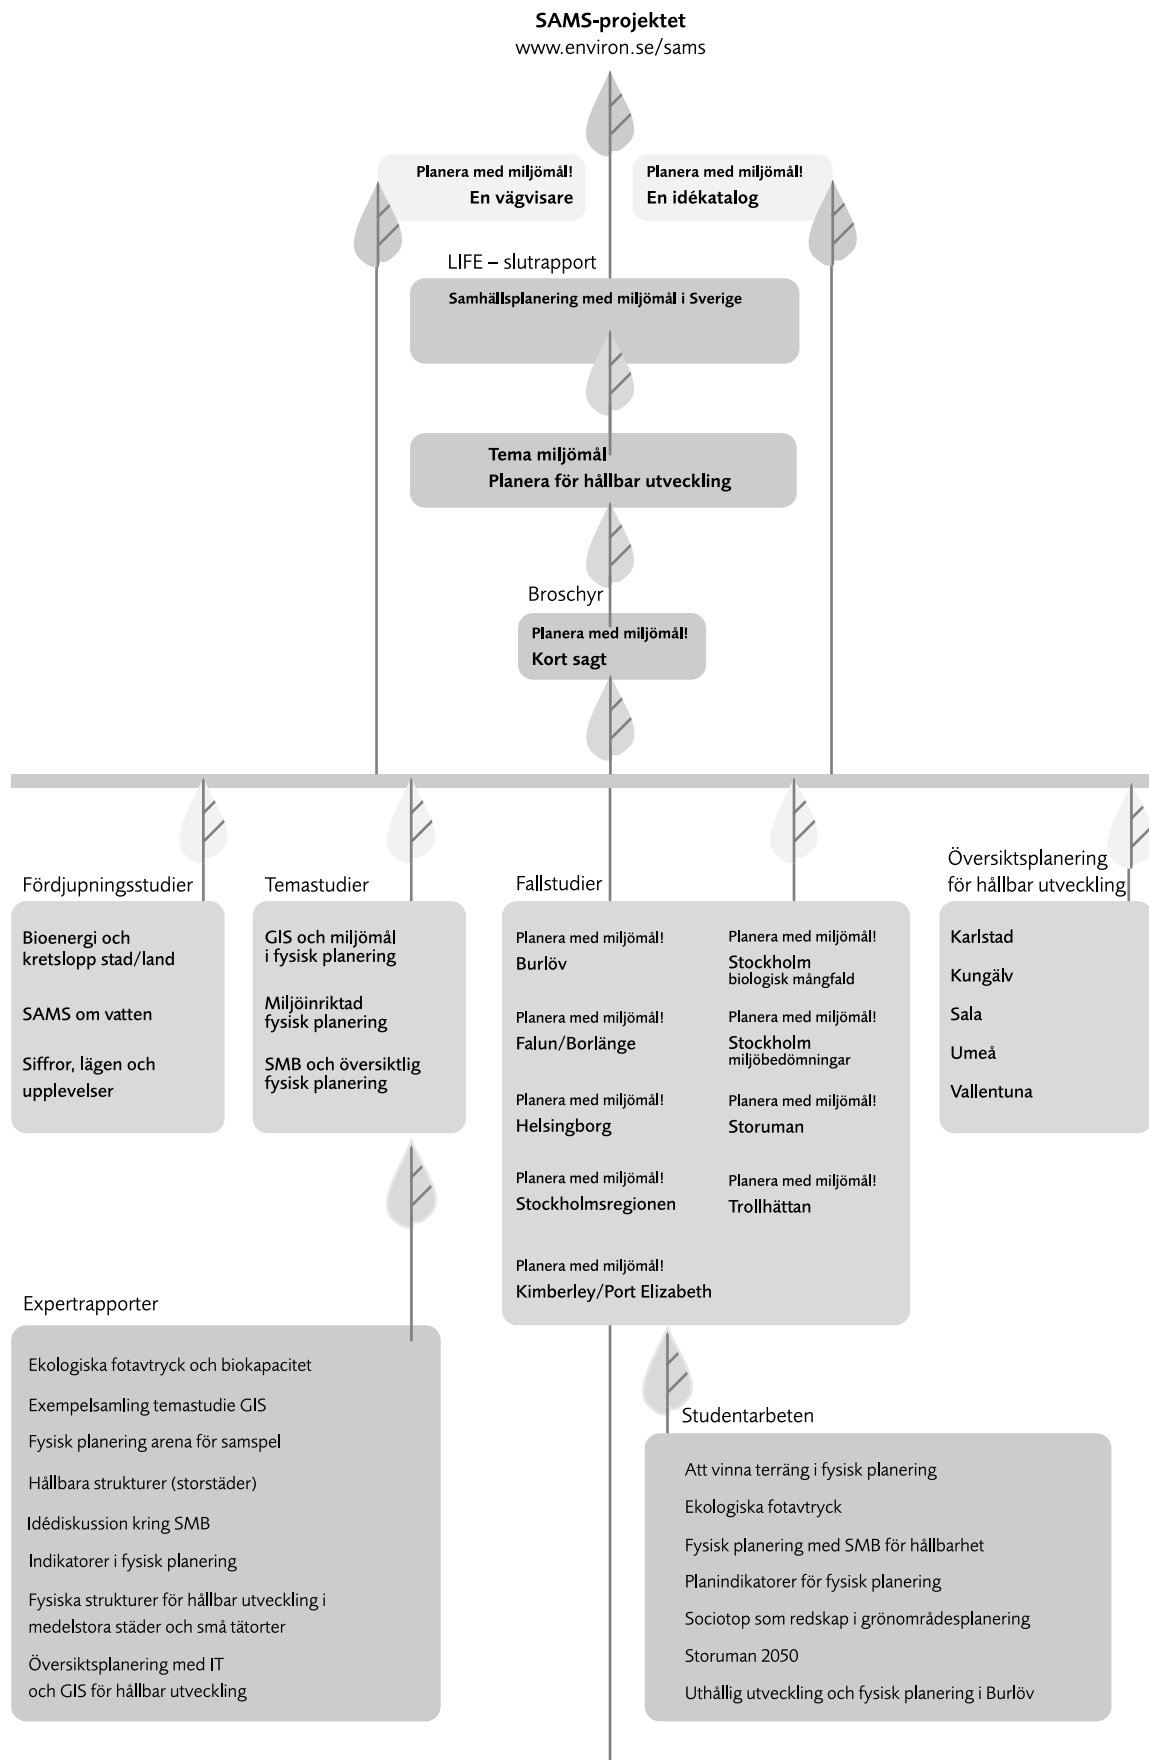 SAMS-projektet
www.environ.se/sams
Planera med miljömål!
En vägvisare
Planera med miljömål!
En idékatalog
LIFE – slutrapport
Samhällsplanering med miljömål i Sverige
Tema miljömål
Planera för hållbar utveckling
Broschyr
Planera med miljömål!
Kort sagt
Fördjupningsstudier
Bioenergi och
kretslopp stad/land
SAMS om vatten
Siffror, lägen och
upplevelser
Temastudier
GIS och miljömål
i fysisk planering
Miljöinriktad
fysisk planering
SMB och översiktlig
fysisk planering
Fallstudier
Planera med miljömål!
Burlöv
Planera med miljömål!
Falun/Borlänge
Planera med miljömål!
Helsingborg
Planera med miljömål!
Stockholmsregionen
Planera med miljömål!
Kimberley/Port Elizabeth
Planera med miljömål!
Stockholm
biologisk mångfald
Planera med miljömål!
Stockholm
miljöbedömningar
Planera med miljömål!
Storuman
Planera med miljömål!
Trollhättan
Översiktsplanering
för hållbar utveckling
Karlstad
Kungälv
Sala
Umeå
Vallentuna
Expertrapporter
Ekologiska fotavtryck och biokapacitet
Exempelsamling temastudie GIS
Fysisk planering arena för samspel
Hållbara strukturer (storstäder)
Idédiskussion kring SMB
Indikatorer i fysisk planering
Fysiska strukturer för hållbar utveckling i
medelstora städer och små tätorter
Översiktsplanering med IT
och GIS för hållbar utveckling
Studentarbeten
Att vinna terräng i fysisk planering
Ekologiska fotavtryck
Fysisk planering med SMB för hållbarhet
Planindikatorer för fysisk planering
Sociotop som redskap i grönområdesplanering
Storuman 2050
Uthållig utveckling och fysisk planering i Burlöv